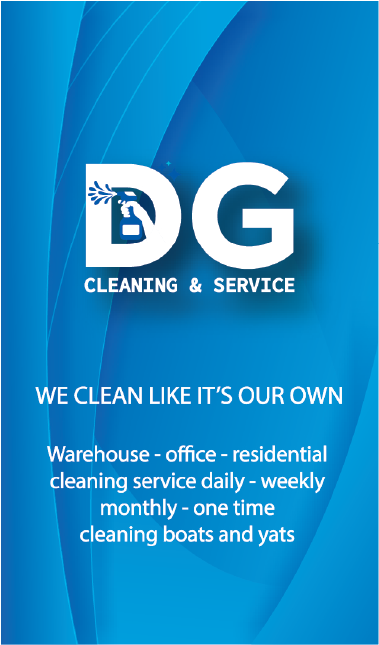 DG
CLEANING & SERVICE
WE CLEAN LIKE IT'S OUR OWN
Warehouse - office - residential
cleaning service daily - weekly
monthly - one time
cleaning boats and yats